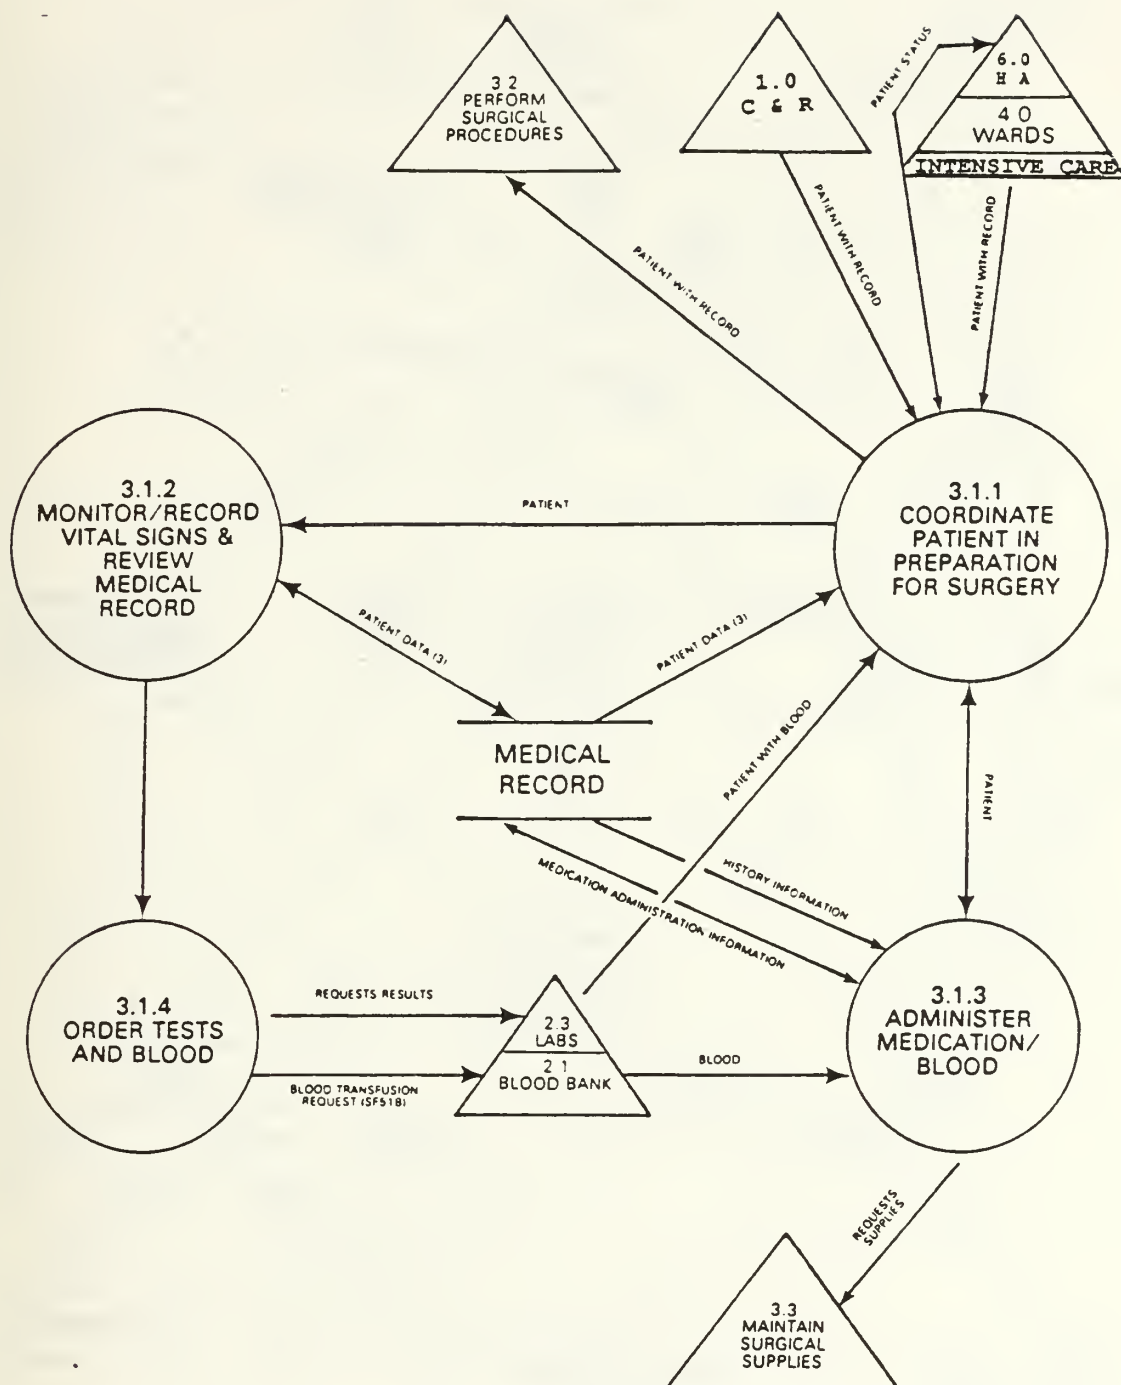 3.2
PERFORM
SURGICAL
PROCEDURES
1.0
C & R
PATIENT STATUS
6.0
H A
4 0
WARDS
INTENSIVE CARE
PATIENT WITH RECORD
PATIENT WITH RECORD
PATIENT WITH RECORD
3.1.2
MONITOR/RECORD
VITAL SIGNS &
REVIEW
MEDICAL
RECORD
PATIENT
3.1.1
COORDINATE
PATIENT IN
PREPARATION
FOR SURGERY
PATIENT DATA (3)
PATIENT DATA (3)
MEDICAL
RECORD
PATIENT WITH BLOOD
PATIENT
HISTORY INFORMATION
MEDICATION ADMINISTRATION INFORMATION
3.1.4
ORDER TESTS
AND BLOOD
REQUESTS RESULTS
BLOOD TRANSFUSION
REQUEST (SF518)
2.3
LABS
2 1
BLOOD BANK
BLOOD
3.1.3
ADMINISTER
MEDICATION/
BLOOD
REQUESTS
SUPPLIES
3.3
MAINTAIN
SURGICAL
SUPPLIES